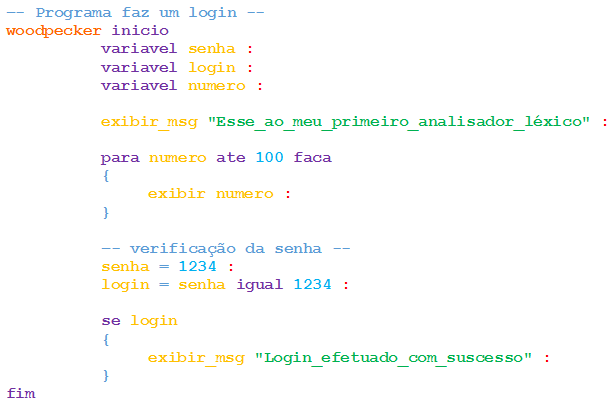 -- Programa faz um login --
woodpecker inicio
variavel senha :
variavel login :
variavel numero :
exibir_msg "Esse_ao_meu_primeiro_analisador_léxico" :
para numero ate 100 faca
{
exibir numero :
}
-- verificação da senha --
senha = 1234 :
login = senha igual 1234 :
se login
{
exibir_msg "Login_efetuado_com_suscesso" :
}
fim